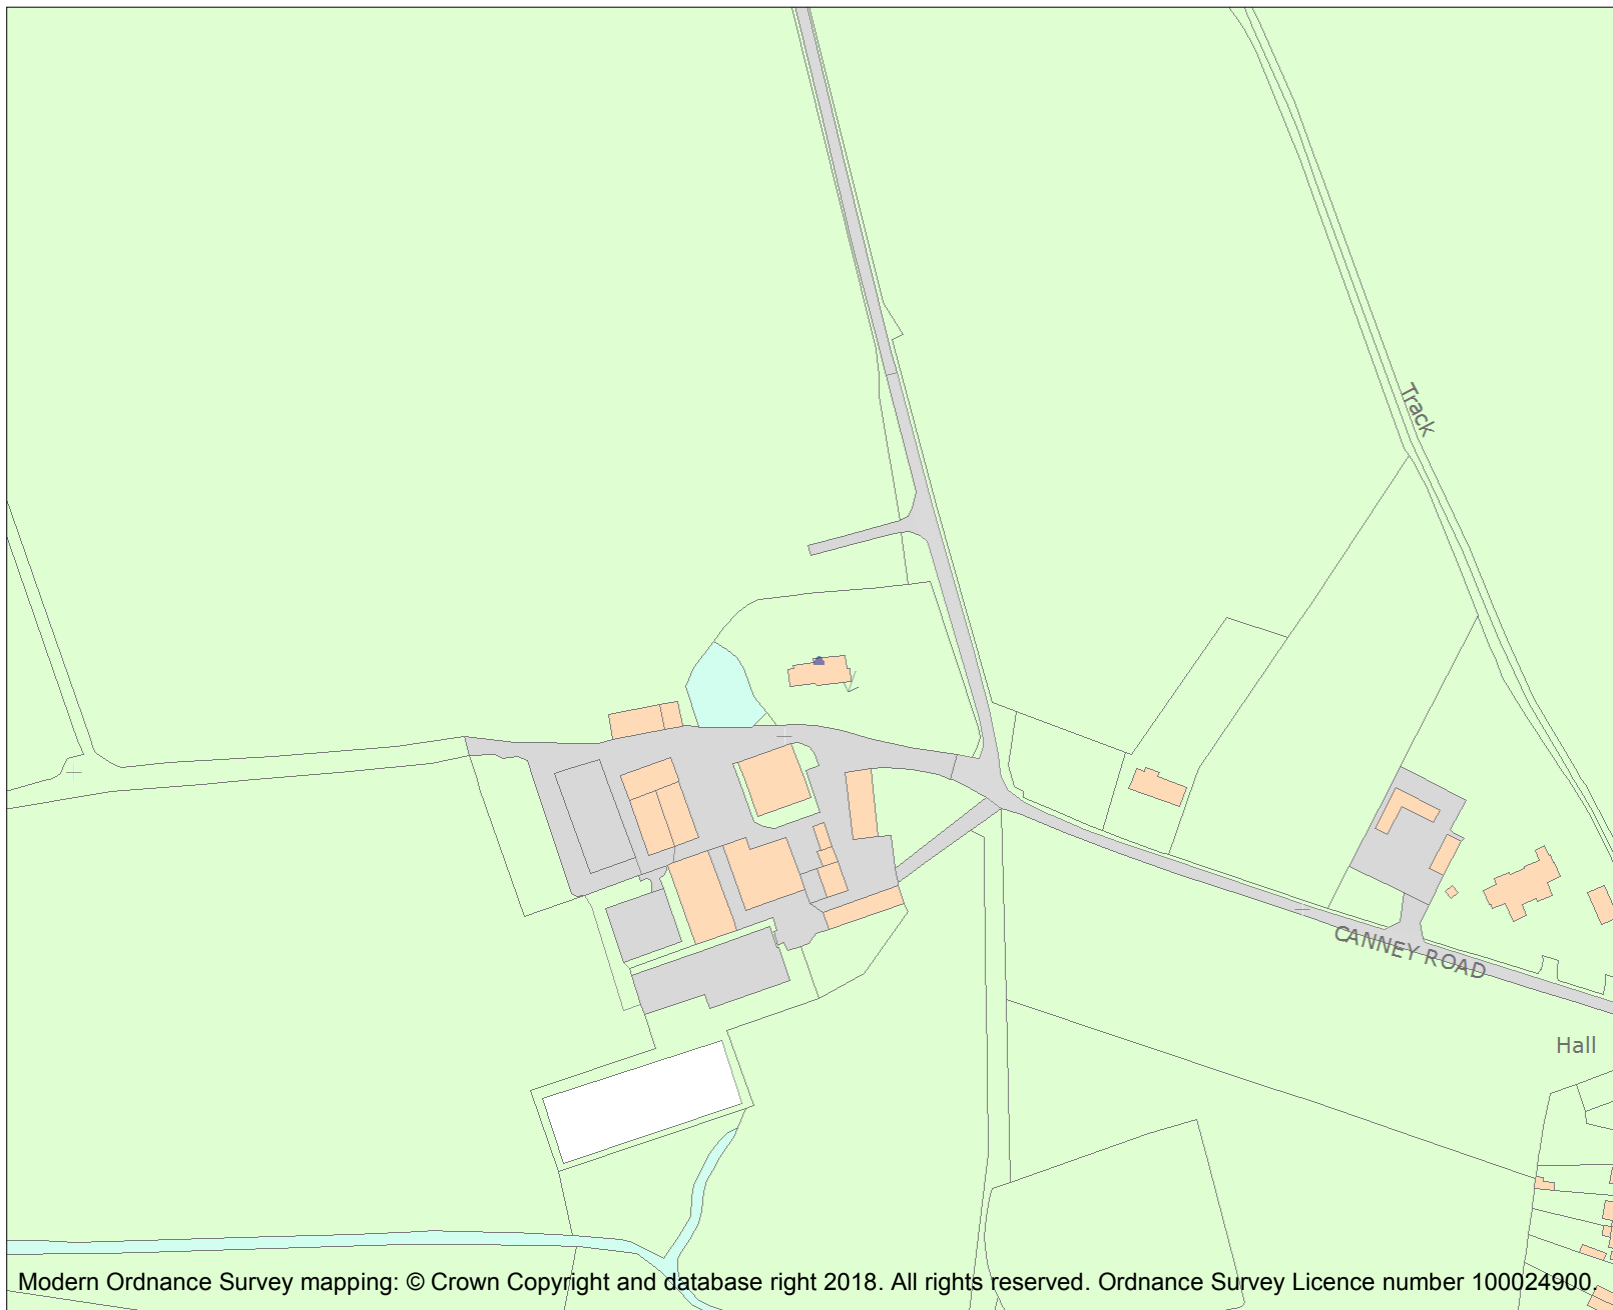 Track
CANNEY ROAD
Hall
Modern Ordnance Survey mapping: © Crown Copyright and database right 2018. All rights reserved. Ordnance Survey Licence number 100024900.